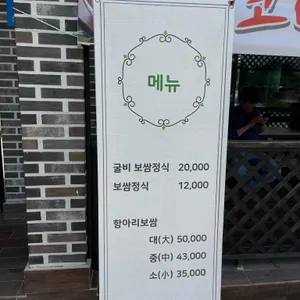 메뉴
굴비 보쌈정식 20,000
보쌈정식 12,000
항아리보쌈
대(大) 50,000
중(中) 43,000
소(小) 35,000